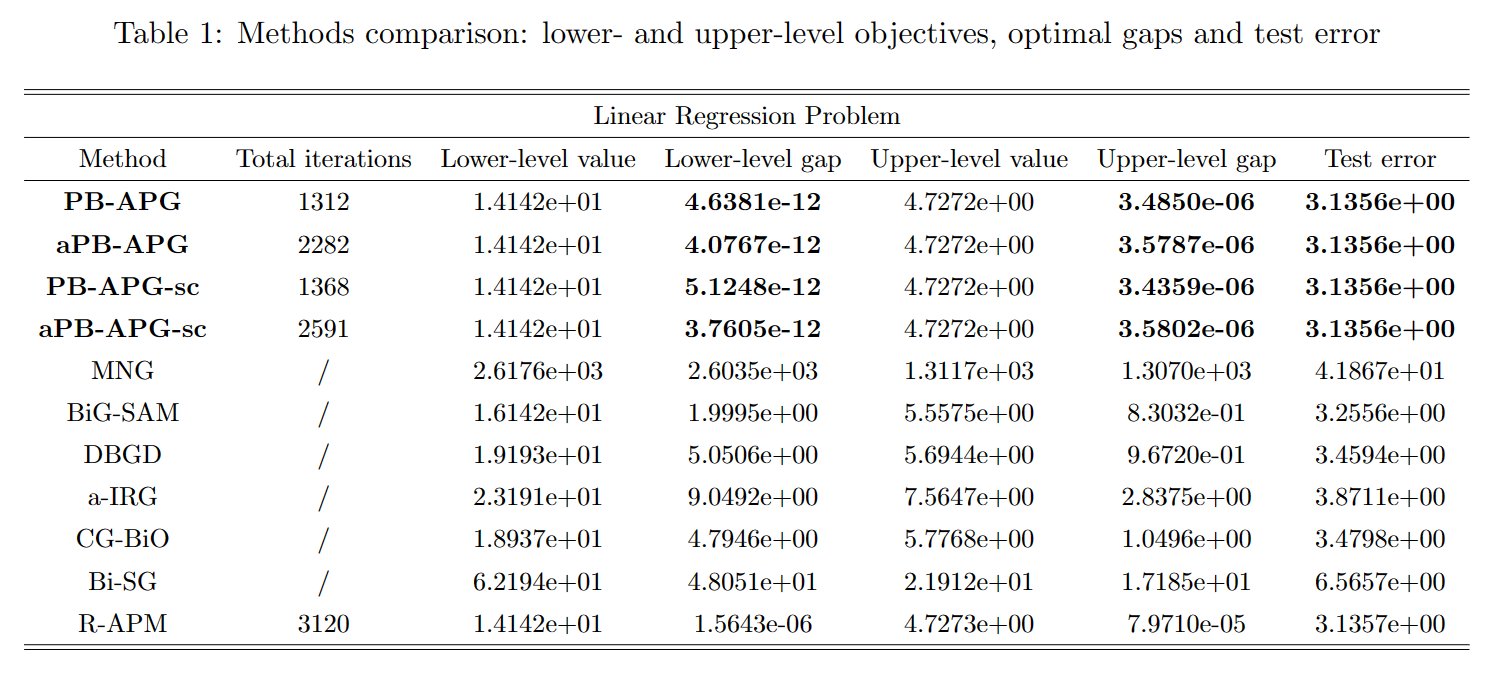 Table 1: Methods comparison: lower- and upper-level objectives, optimal gaps and test error
Linear Regression Problem
Method Total iterations Lower-level value Lower-level gap Upper-level value Upper-level gap Test error
PB-APG 1312 1.4142e+01 4.6381e-12 4.7272e+00 3.4850e-06 3.1356e+00
aPB-APG 2282 1.4142e+01 4.0767e-12 4.7272e+00 3.5787e-06 3.1356e+00
PB-APG-sc 1368 1.4142e+01 5.1248e-12 4.7272e+00 3.4359e-06 3.1356e+00
aPB-APG-sc 2591 1.4142e+01 3.7605e-12 4.7272e+00 3.5802e-06 3.1356e+00
MNG / 2.6176e+03 2.6035e+03 1.3117e+03 1.3070e+03 4.1867e+01
BiG-SAM / 1.6142e+01 1.9995e+00 5.5575e+00 8.3032e-01 3.2556e+00
DBGD / 1.9193e+01 5.0506e+00 5.6944e+00 9.6720e-01 3.4594e+00
a-IRG / 2.3191e+01 9.0492e+00 7.5647e+00 2.8375e+00 3.8711e+00
CG-BiO / 1.8937e+01 4.7946e+00 5.7768e+00 1.0496e+00 3.4798e+00
Bi-SG / 6.2194e+01 4.8051e+01 2.1912e+01 1.7185e+01 6.5657e+00
R-APM 3120 1.4142e+01 1.5643e-06 4.7273e+00 7.9710e-05 3.1357e+00